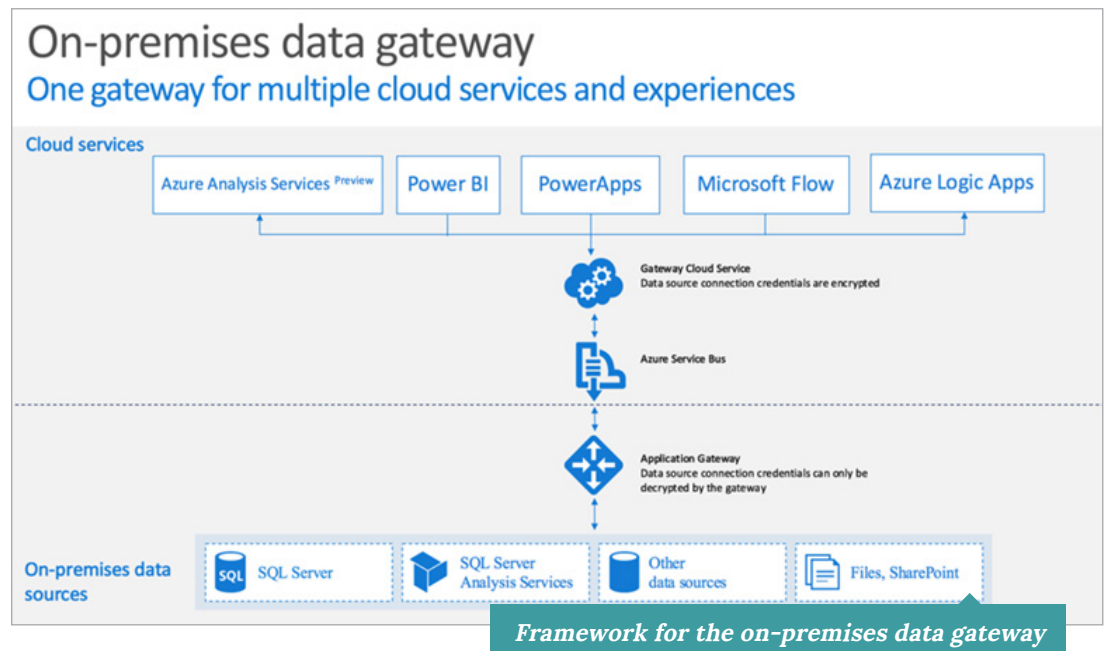 On-premises data gateway
One gateway for multiple cloud services and experiences
Cloud services
Azure Analysis Services Preview
Power BI
PowerApps
Microsoft Flow
Azure Logic Apps
Gateway Cloud Service
Data source connection credentials are encrypted
Azure Service Bus
Application Gateway
Data source connection credentials can only be
decrypted by the gateway
On-premises data
sources
SQL
SQL Server
SQL Server
Analysis Services
Other
data sources
Files, SharePoint
Framework for the on-premises data gateway